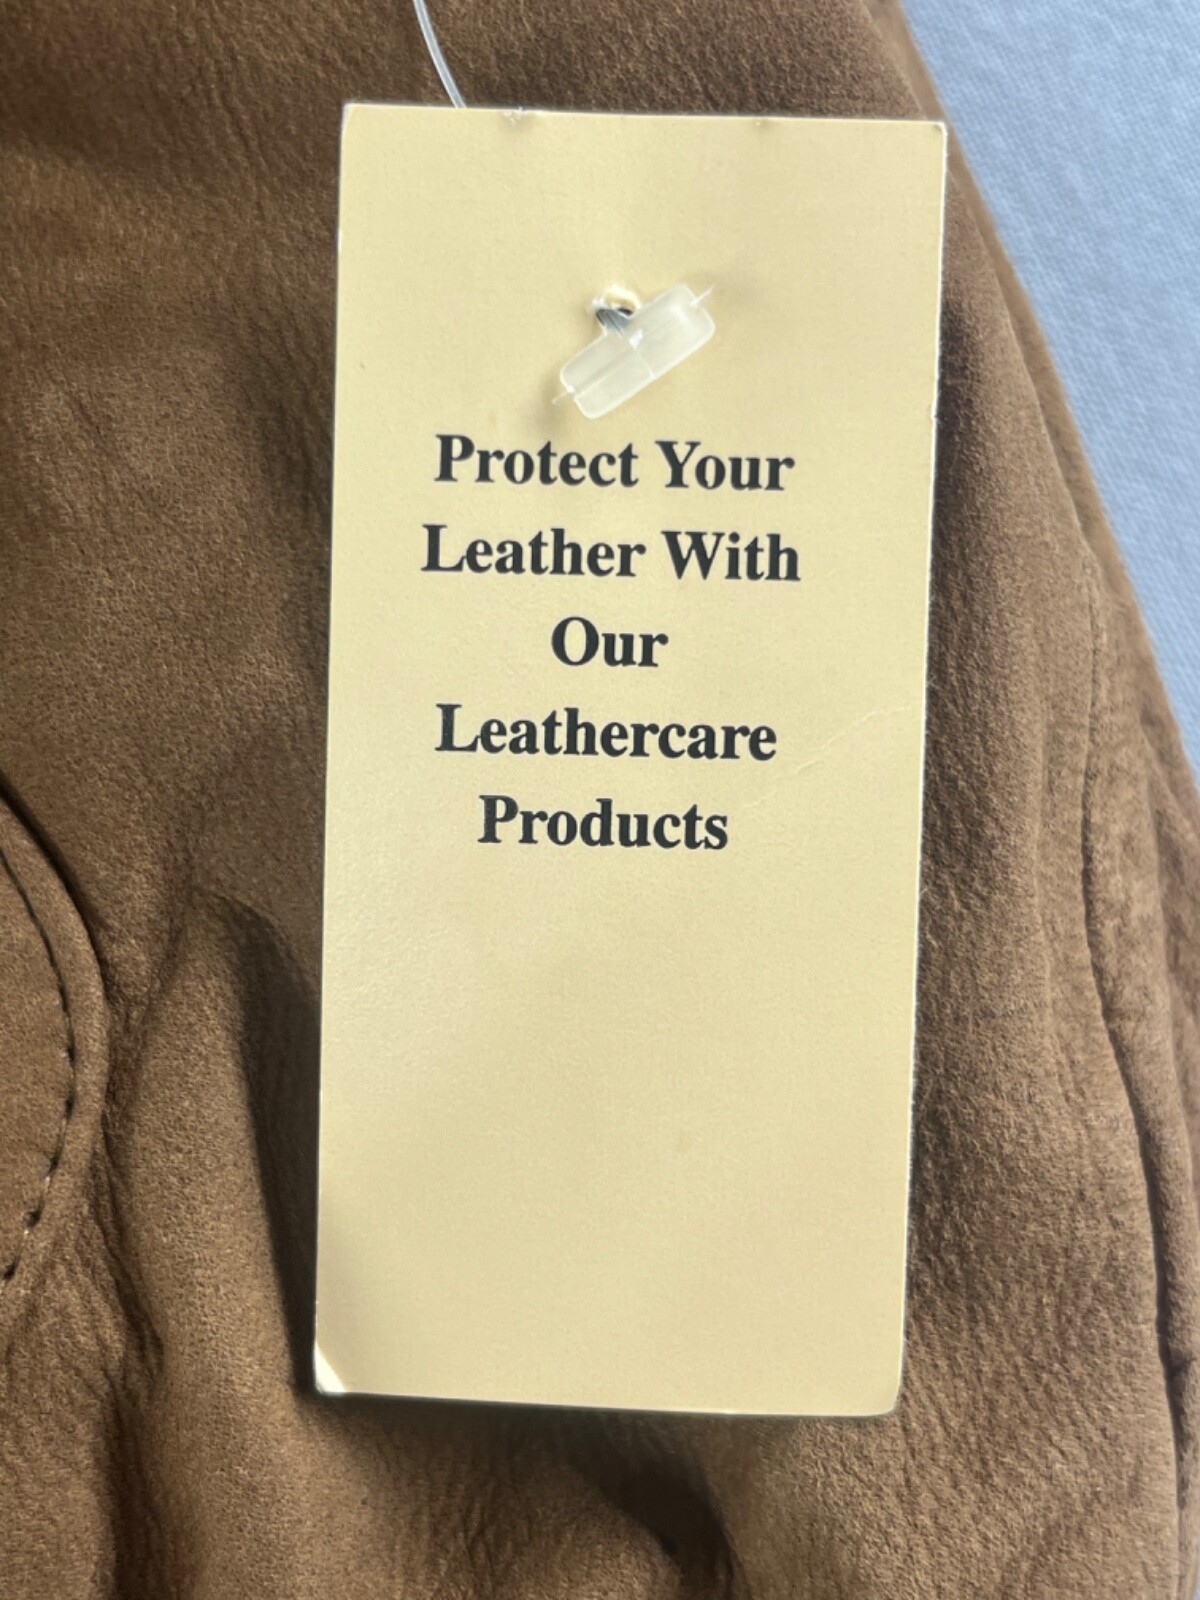 Protect Your
Leather With
Our
Leathercare
Products